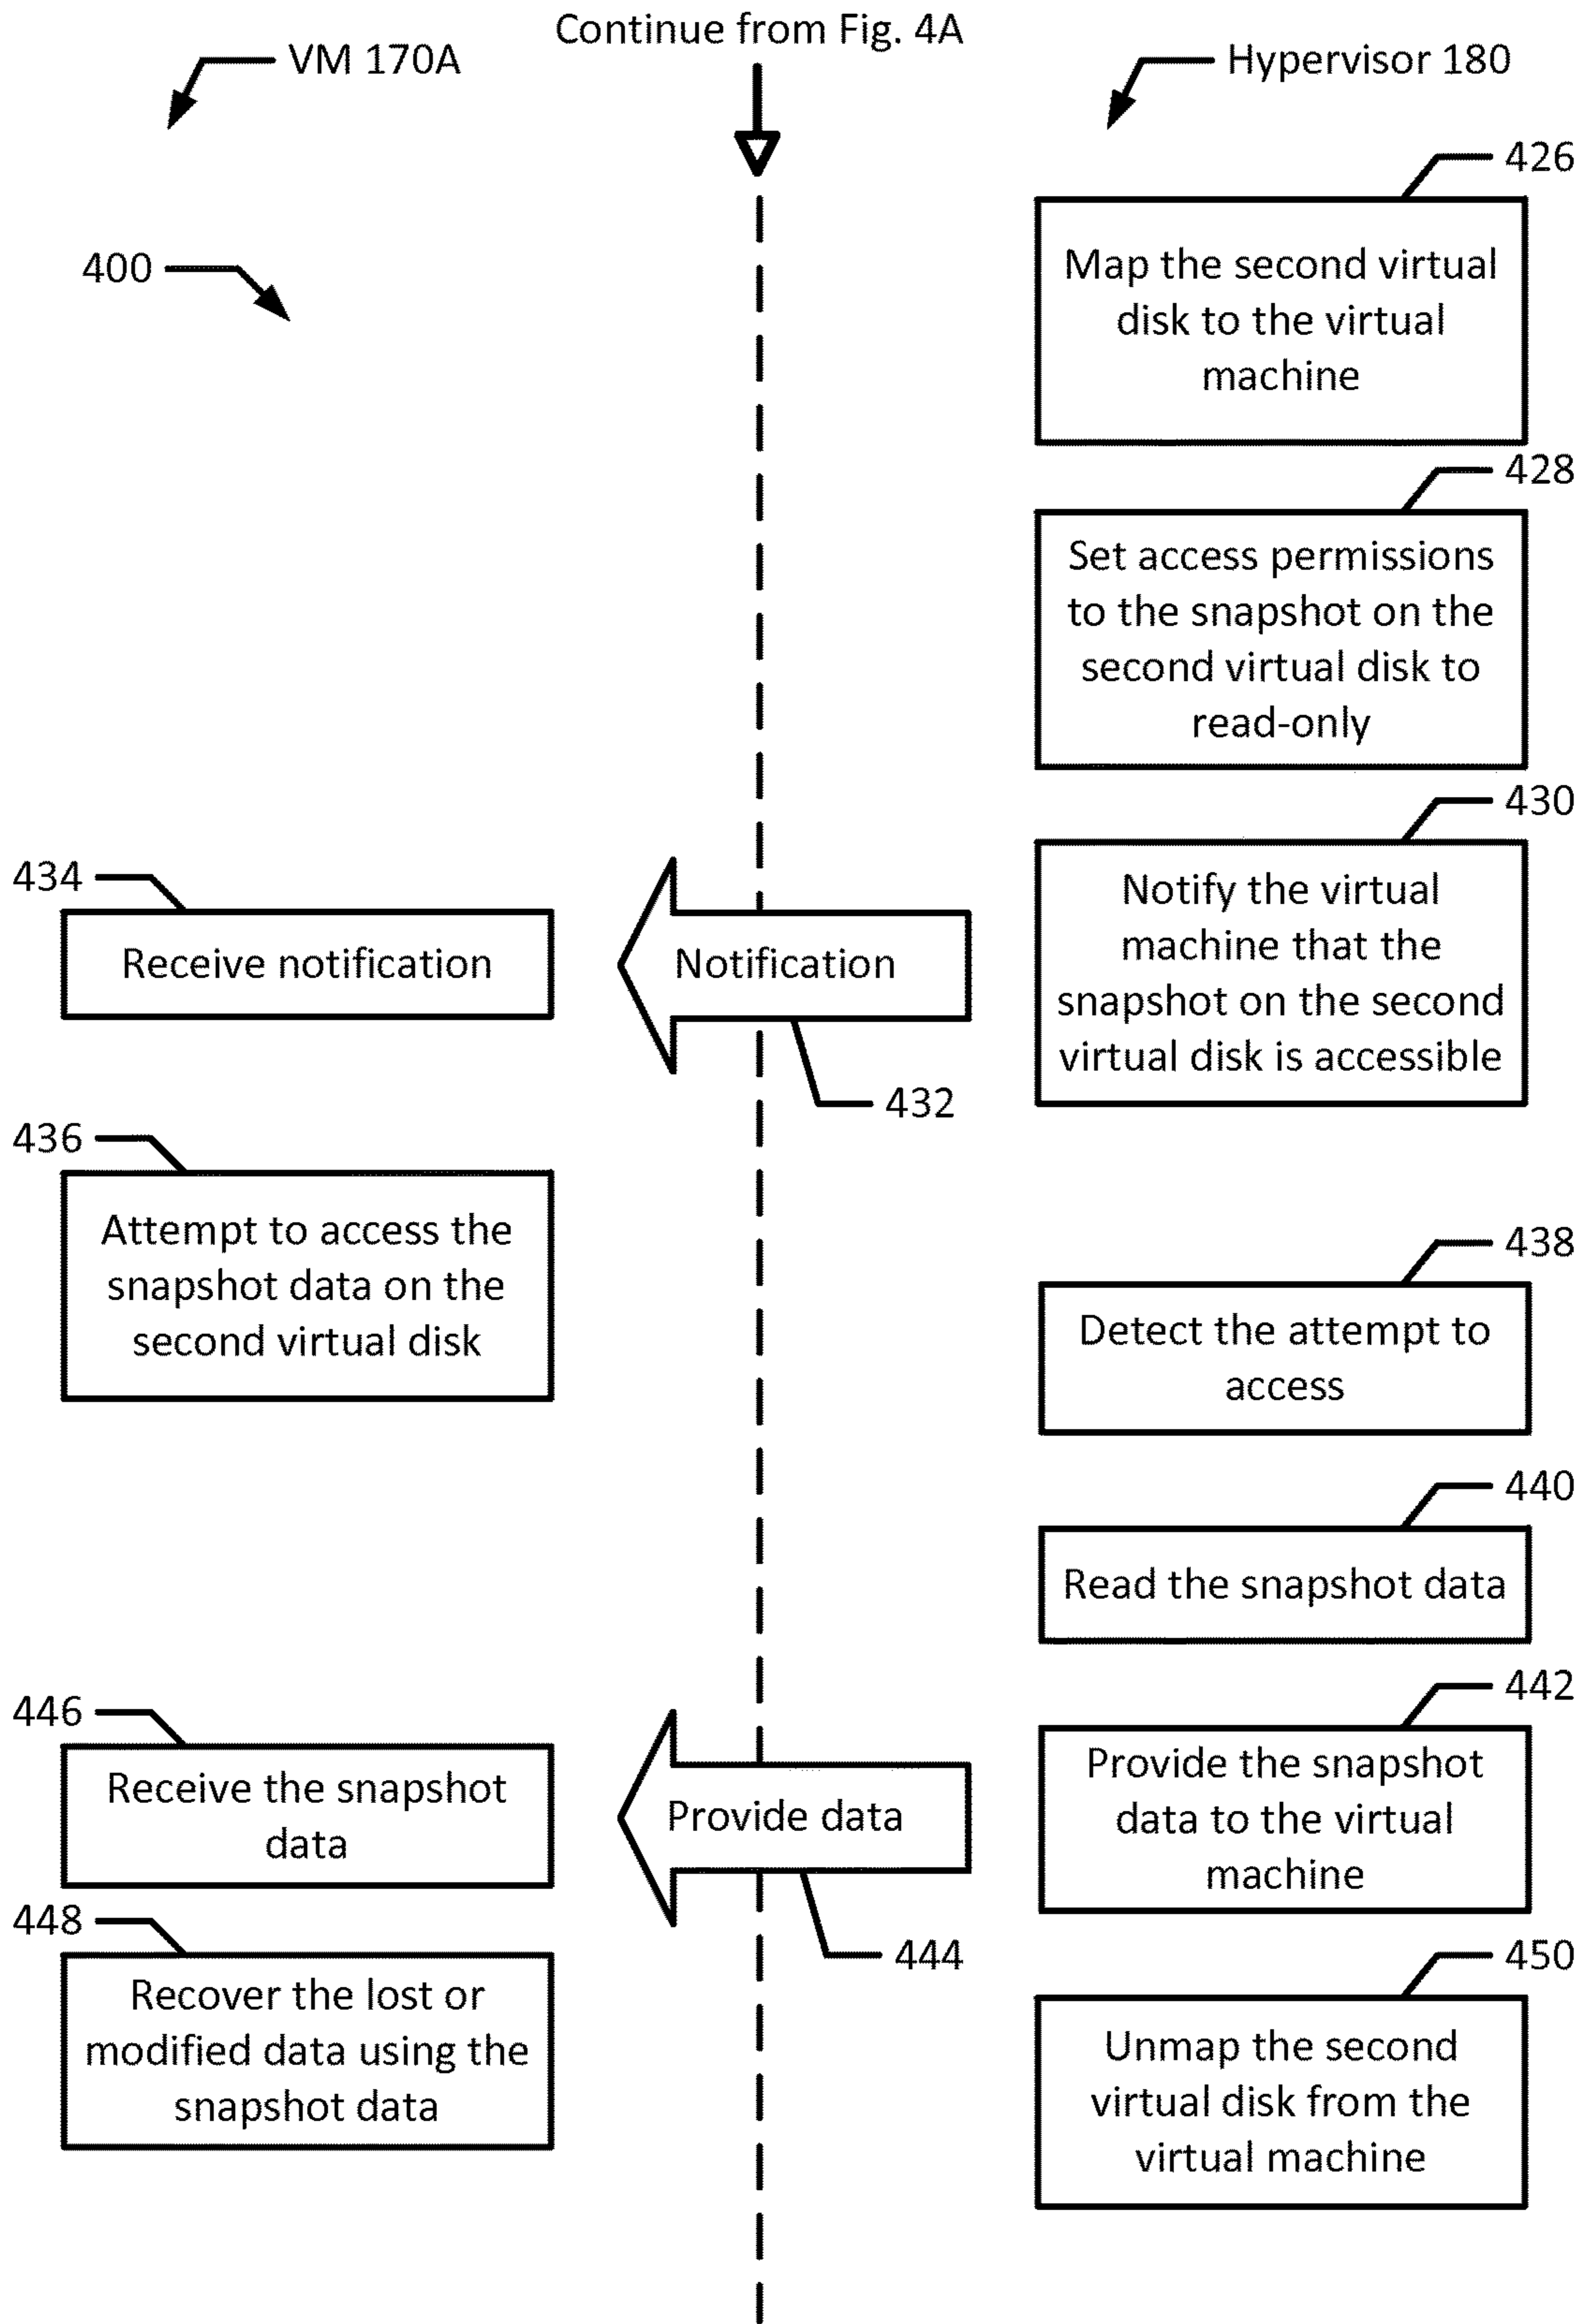 Continue from Fig. 4A
VM 170A
Hypervisor 180
426
Map the second virtual
disk to the virtual
machine
400
428
Set access permissions
to the snapshot on the
second virtual disk to
read-only
430
Notify the virtual
machine that the
snapshot on the second
virtual disk is accessible
434
Receive notification
Notification
432
436
Attempt to access the
snapshot data on the
second virtual disk
438
Detect the attempt to
access
440
Read the snapshot data
442
Provide the snapshot
data to the virtual
machine
446
Receive the snapshot
data
Provide data
444
448
Recover the lost or
modified data using the
snapshot data
450
Unmap the second
virtual disk from the
virtual machine